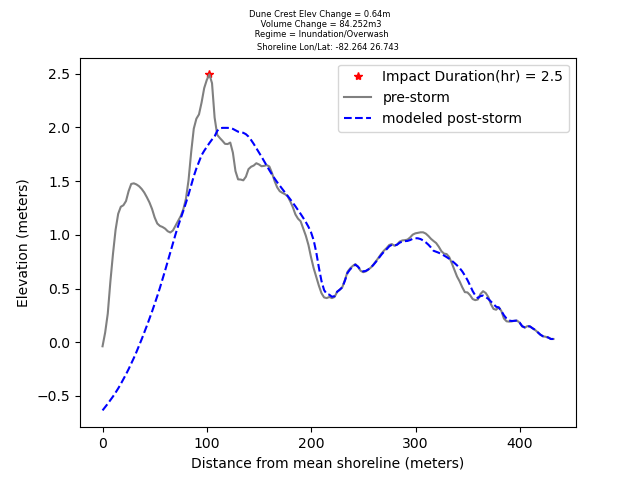 Dune Crest Elev Change = 0.64m
Volume Change = 84.252m3
Regime = Inundation/Overwash
Shoreline Lon/Lat: -82.264 26.743
Impact Duration(hr) = 2.5
pre-storm
modeled post-storm
2.5
2.0
1.5
1.0
0.5
0.0
−0.5
Elevation (meters)
0 100 200 300 400
Distance from mean shoreline (meters)